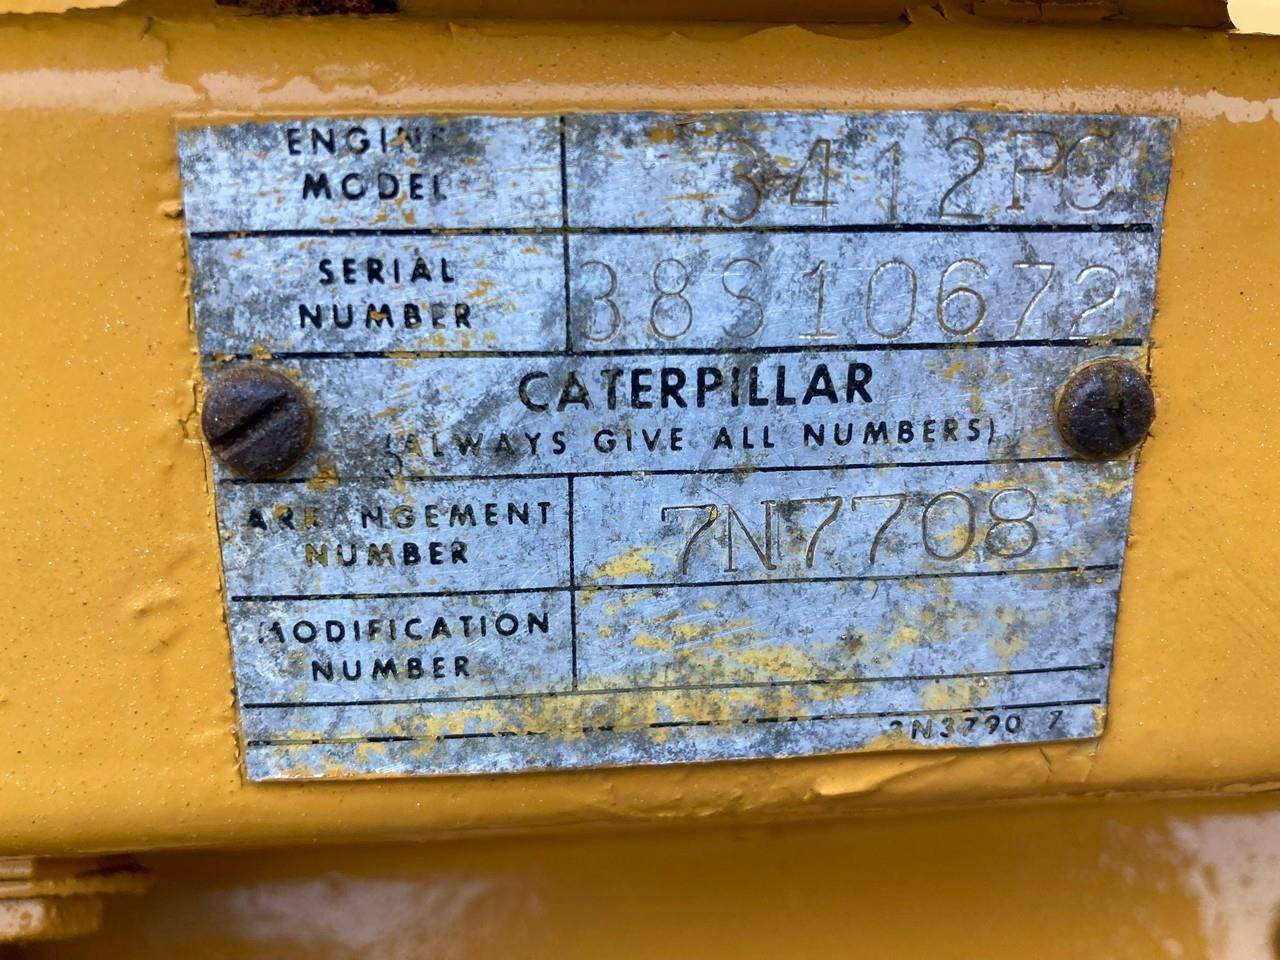 ENGINE
MODEL
3412PC
SERIAL
NUMBER
38S10672
CATERPILLAR
(ALWAYS GIVE ALL NUMBERS)
ARRANGEMENT
NUMBER
7N7708
MODIFICATION
NUMBER